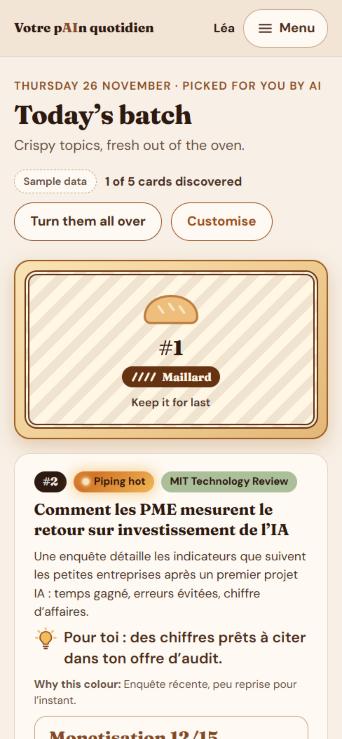 Votre pAIn quotidien
Léa
Menu
THURSDAY 26 NOVEMBER · PICKED FOR YOU BY AI
Today’s batch
Crispy topics, fresh out of the oven.
Sample data
1 of 5 cards discovered
Turn them all over
Customise
#1
Maillard
Keep it for last
#2
Piping hot
MIT Technology Review
Comment les PME mesurent le
retour sur investissement de l’IA
Une enquête détaille les indicateurs que suivent
les petites entreprises après un premier projet
IA : temps gagné, erreurs évitées, chiffre
d’affaires.
Pour toi : des chiffres prêts à citer
dans ton offre d’audit.
Why this colour: Enquête récente, peu reprise pour
l’instant.
Monétisation 12/15